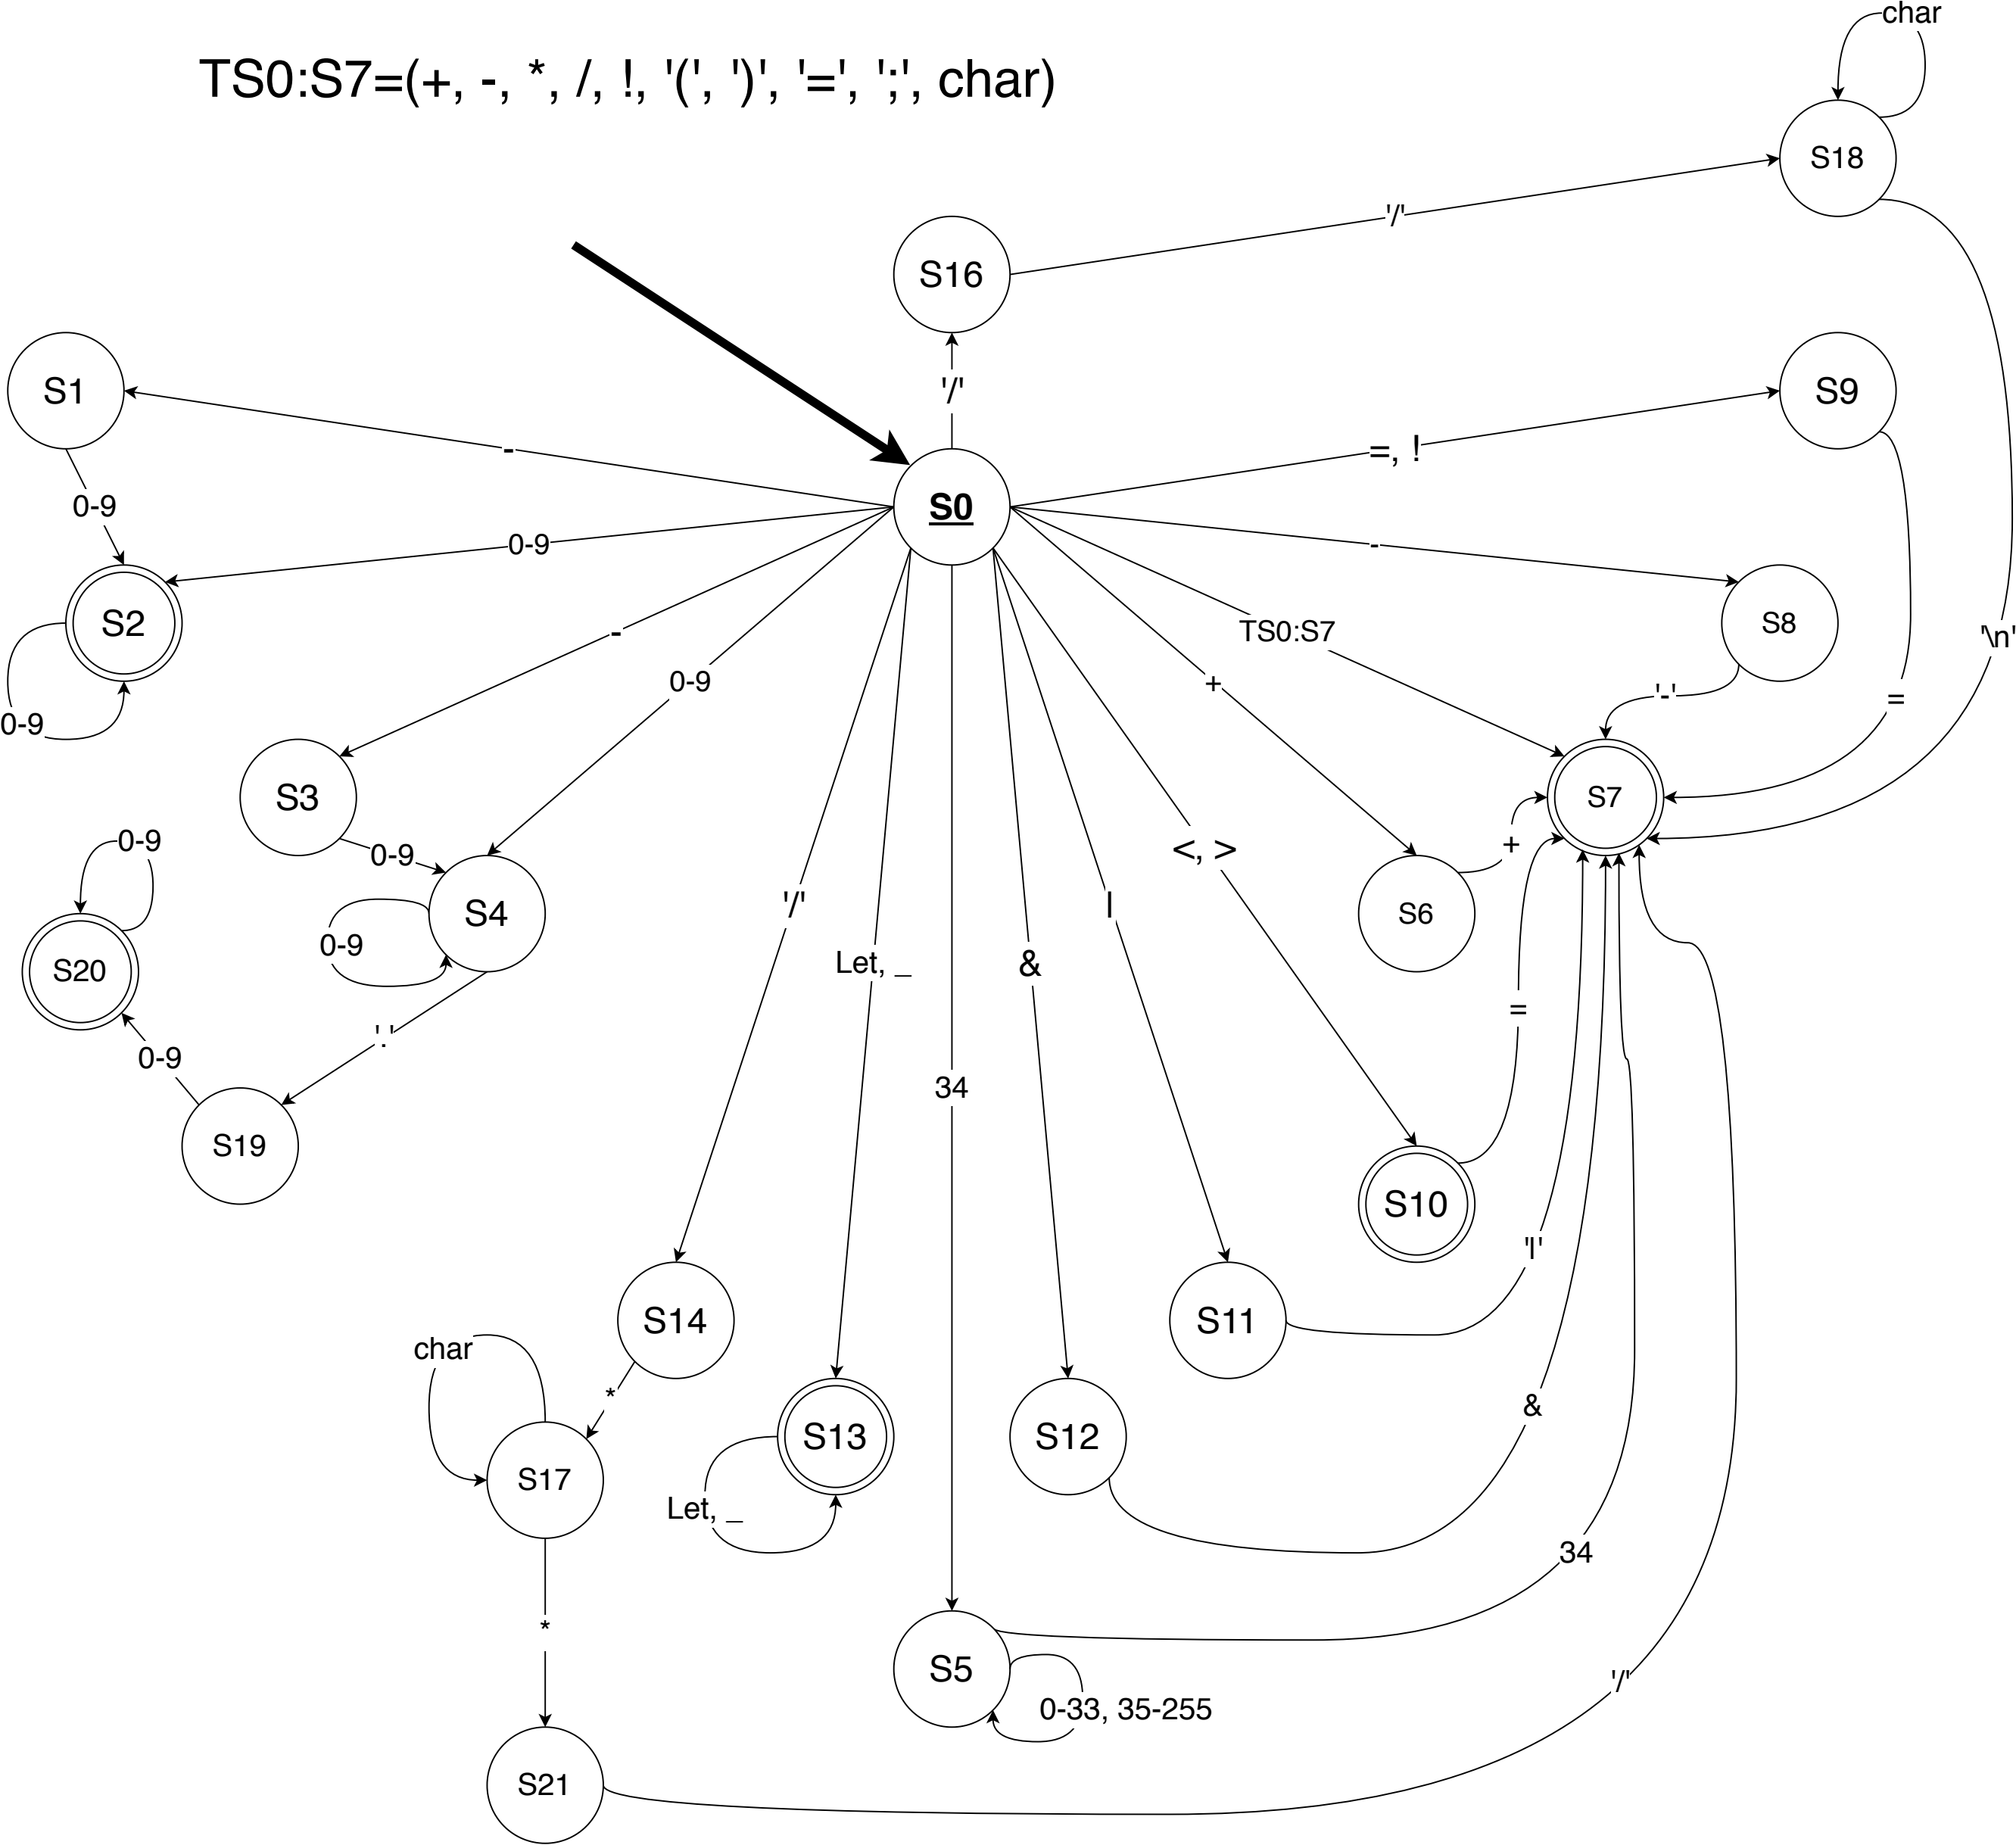 char
TS0:S7=(+, -, *, /, !, '(', ')', '=', ';', char)
S18
'/'
S16
S1
'/'
S9
-
=, !
0-9
S0
0-9
-
S2
S8
-
TS0:S7
'\n'
0-9
+
'-'
=
0-9
S3
S7
0-9
0-9
+
<, >
'/'
|
S4
S6
0-9
Let, _
&
S20
=
'.'
0-9
34
S19
S10
'|'
S14
S11
char
*
&
S13
S12
S17
Let, _
34
*
S5
'/'
0-33, 35-255
S21